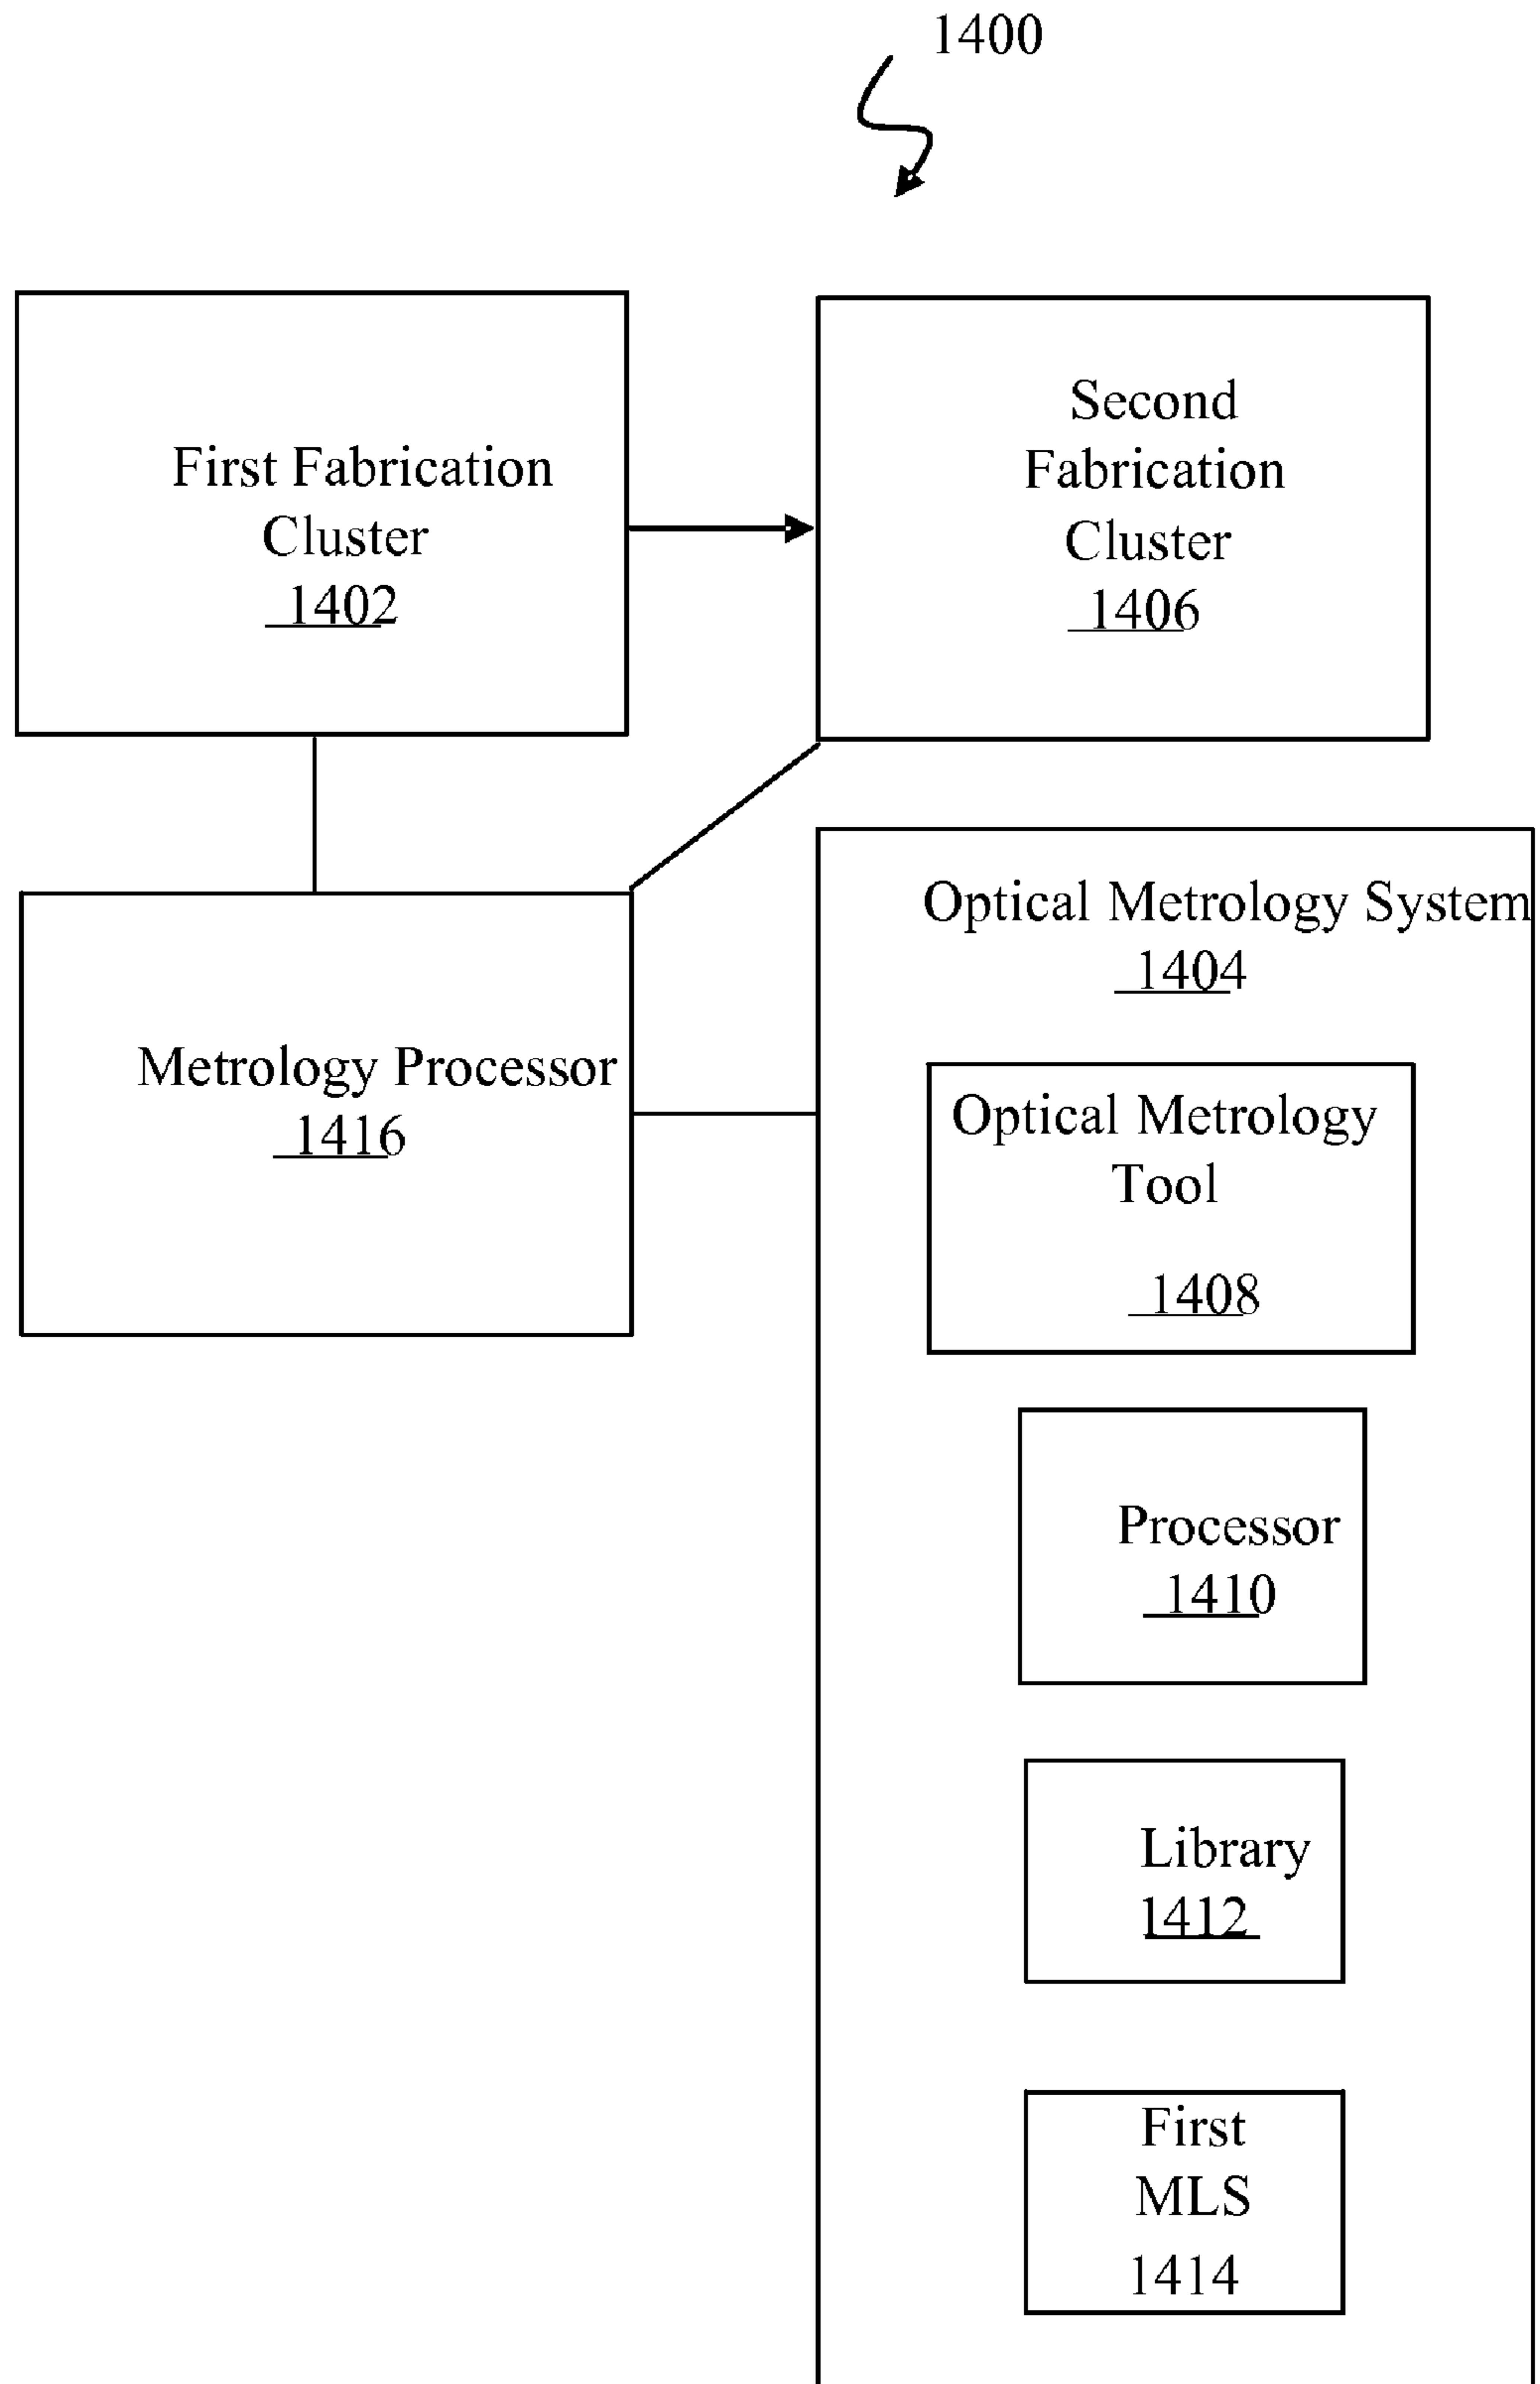 1400
First Fabrication
Cluster
1402
Second
Fabrication
Cluster
1406
Metrology Processor
1416
Optical Metrology System
1404
Optical Metrology
Tool
1408
Processor
1410
Library
1412
First
MLS
1414